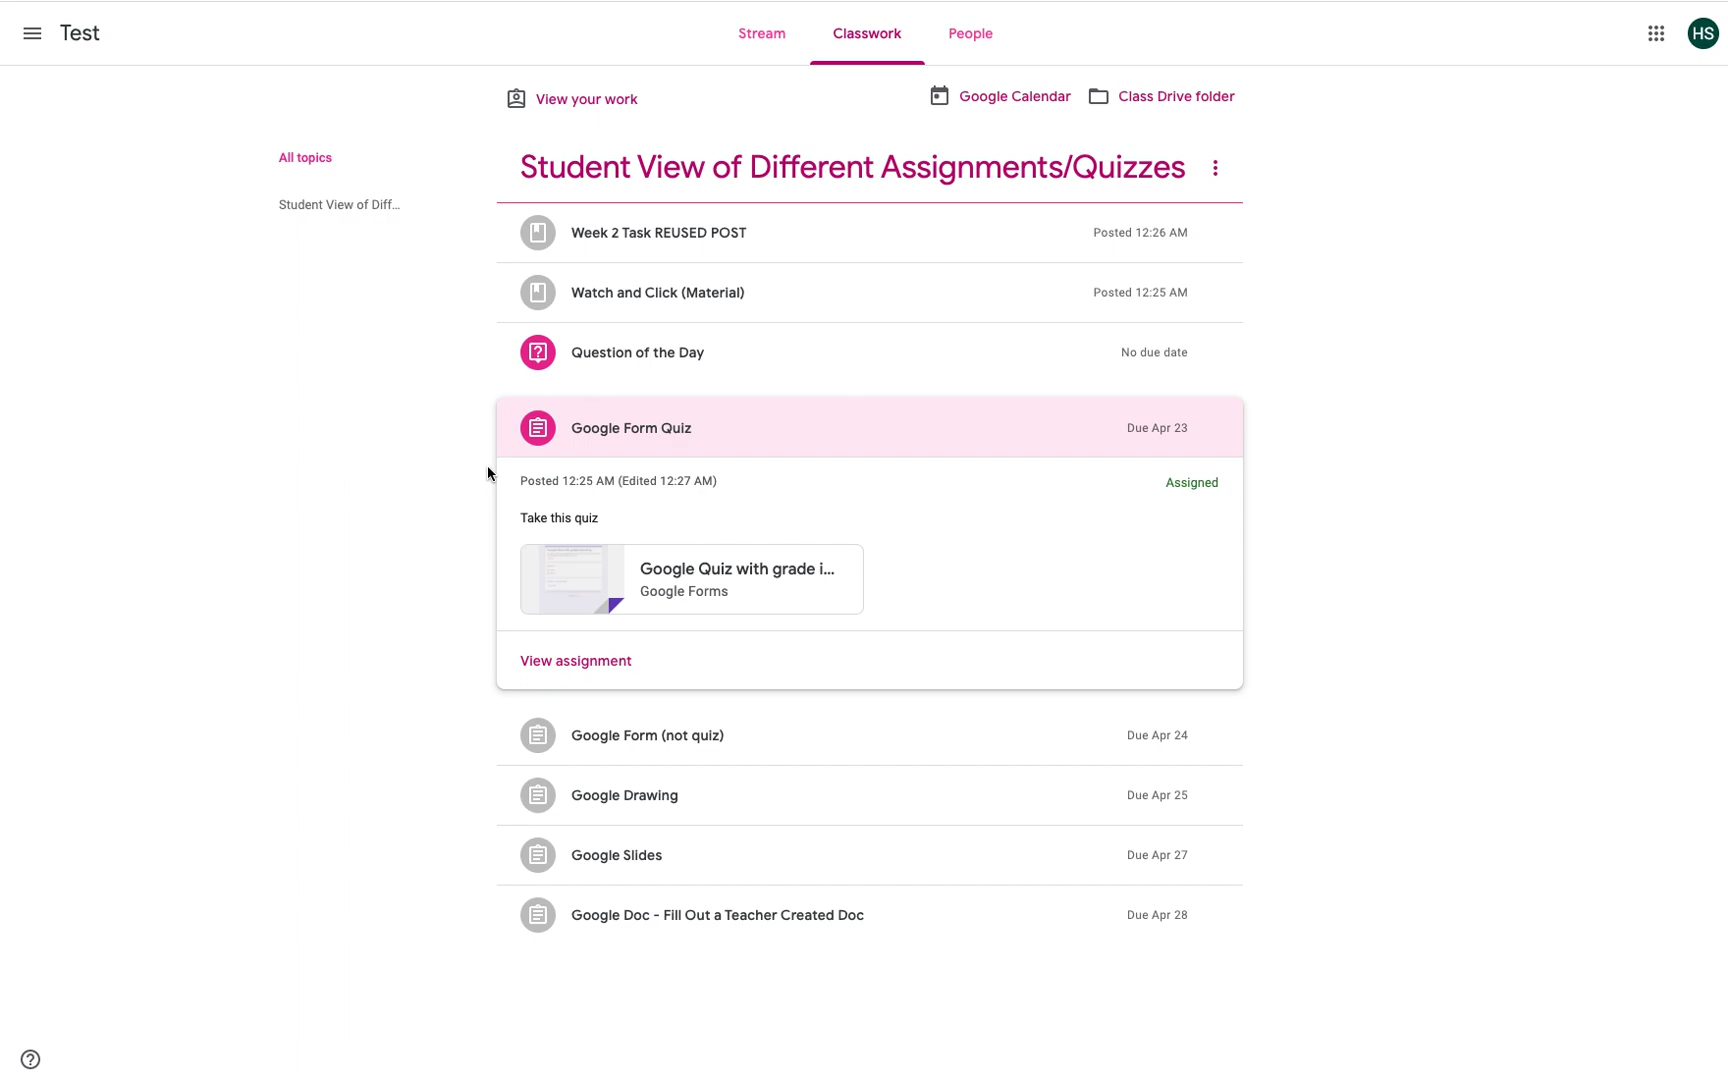 Test
Stream
Classwork
People
HS
View your work
Google Calendar
Class Drive folder
All topics
Student View of Diff...
Student View of Different Assignments/Quizzes
Week 2 Task REUSED POST
Posted 12:26 AM
Watch and Click (Material)
Posted 12:25 AM
Question of the Day
No due date
Google Form Quiz
Due Apr 23
Posted 12:25 AM (Edited 12:27 AM)
Assigned
Take this quiz
Google Quiz with grade i...
Google Forms
View assignment
Google Form (not quiz)
Due Apr 24
Google Drawing
Due Apr 25
Google Slides
Due Apr 27
Google Doc - Fill Out a Teacher Created Doc
Due Apr 28